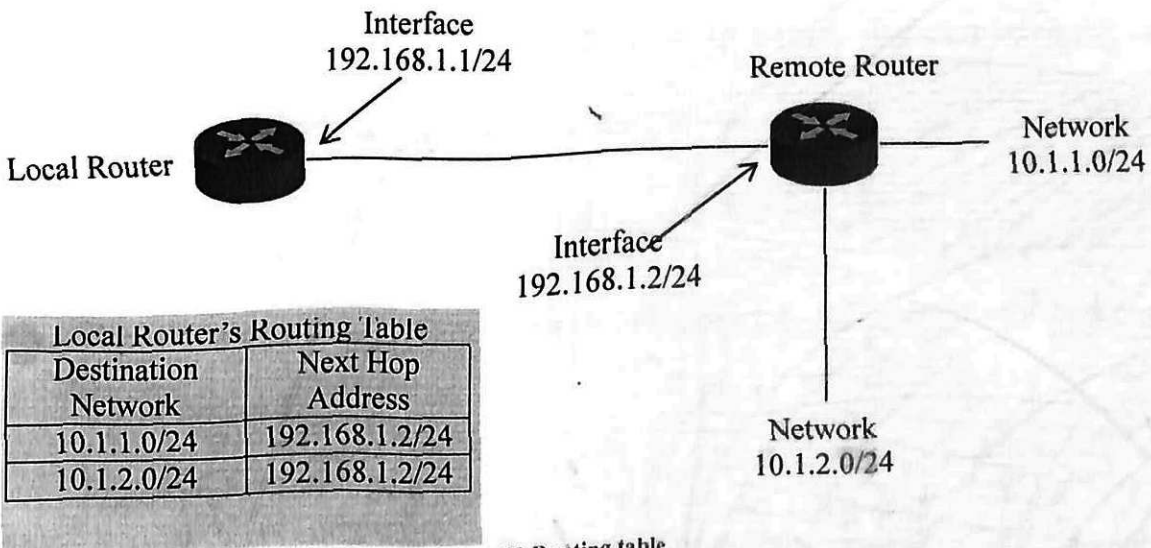 Interface
192.168.1.1/24
Remote Router
Local Router
Network
10.1.1.0/24
Interface
192.168.1.2/24
Local Router's Routing Table
Destination Network
Next Hop Address
10.1.1.0/24
192.168.1.2/24
10.1.2.0/24
192.168.1.2/24
Network
10.1.2.0/24
Routing table